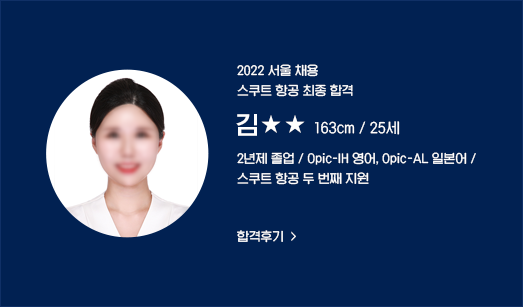 2022 서울 채용
스쿠트 항공 최종 합격
김★★ 163cm / 25세
2년제 졸업 / Opic-IH 영어, Opic-AL 일본어 /
스쿠트 항공 두 번째 지원
합격후기 >